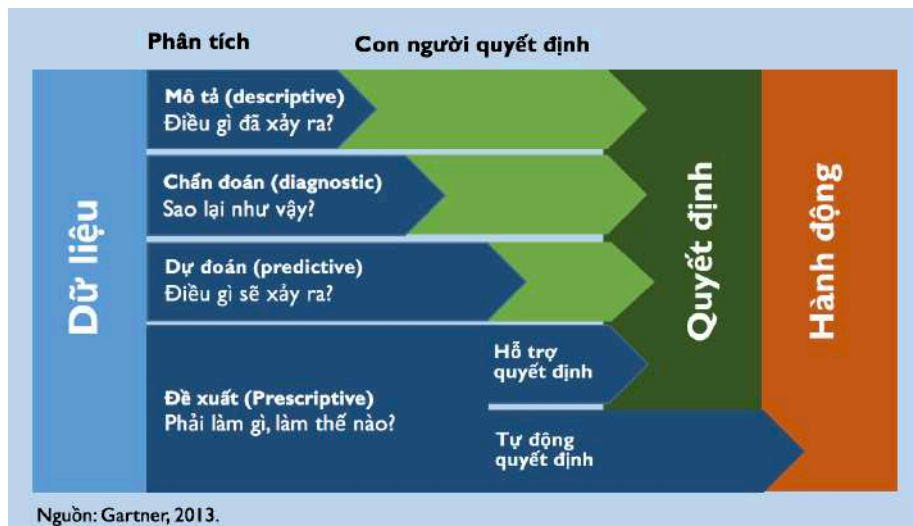 Phân tích
Con người quyết định
Dữ liệu
Mô tả (descriptive)
Điều gì đã xảy ra?
Chẩn đoán (diagnostic)
Sao lại như vậy?
Dự đoán (predictive)
Điều gì sẽ xảy ra?
Đề xuất (Prescriptive)
Phải làm gì, làm thế nào?
Hỗ trợ
quyết định
Tự động
quyết định
Quyết định
Hành động
Nguồn: Gartner, 2013.